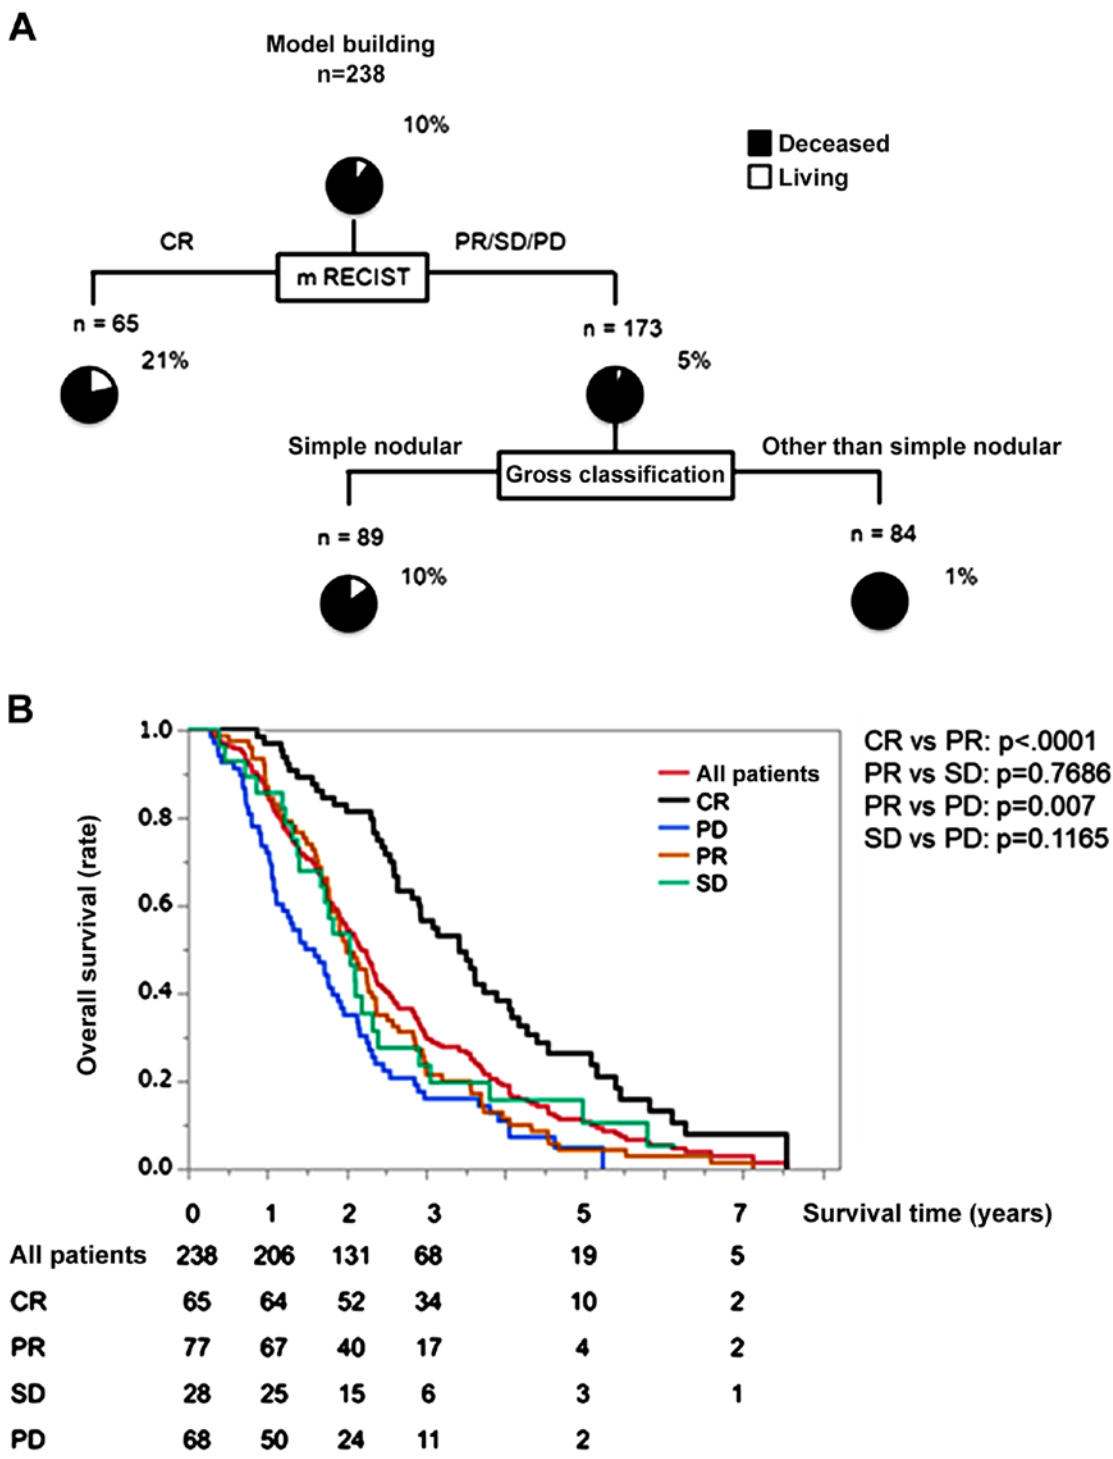 A
Model building
n=238
10%
Deceased
Living
CR
PR/SD/PD
m RECIST
n = 65
n = 173
21%
5%
Simple nodular
Other than simple nodular
Gross classification
n = 89
n = 84
10%
1%
B
1.0
0.8
0.6
0.4
0.2
0.0
Overall survival (rate)
All patients
CR
PD
PR
SD
CR vs PR: p<.0001
PR vs SD: p=0.7686
PR vs PD: p=0.007
SD vs PD: p=0.1165
0 1 2 3 5 7 Survival time (years)
All patients 238 206 131 68 19 5
CR 65 64 52 34 10 2
PR 77 67 40 17 4 2
SD 28 25 15 6 3 1
PD 68 50 24 11 2